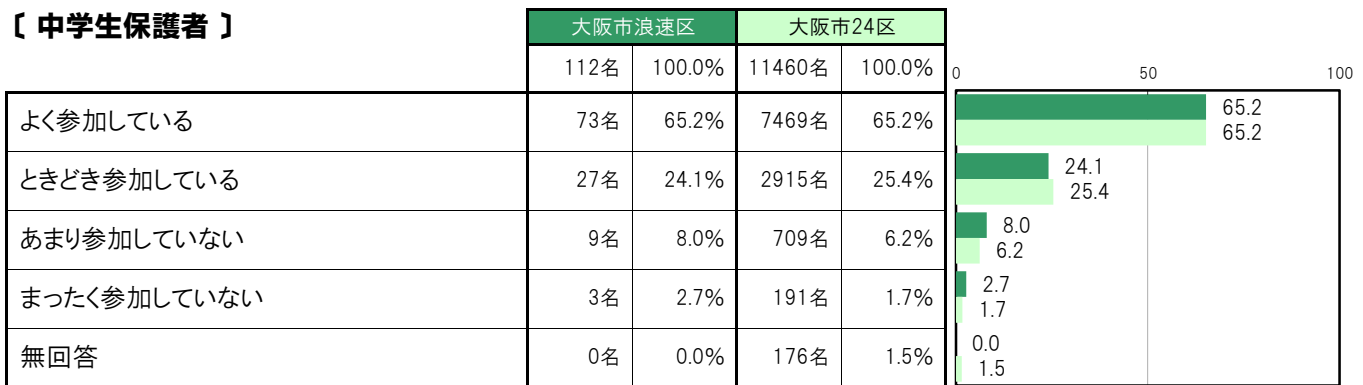 〔 中学生保護者 〕
大阪市浪速区 大阪市24区
112名 100.0% 11460名 100.0% 0 50 100
よく参加している 73名 65.2% 7469名 65.2% 65.2
65.2
ときどき参加している 27名 24.1% 2915名 25.4% 24.1
25.4
あまり参加していない 9名 8.0% 709名 6.2% 8.0
6.2
まったく参加していない 3名 2.7% 191名 1.7% 2.7
1.7
無回答 0名 0.0% 176名 1.5% 0.0
1.5